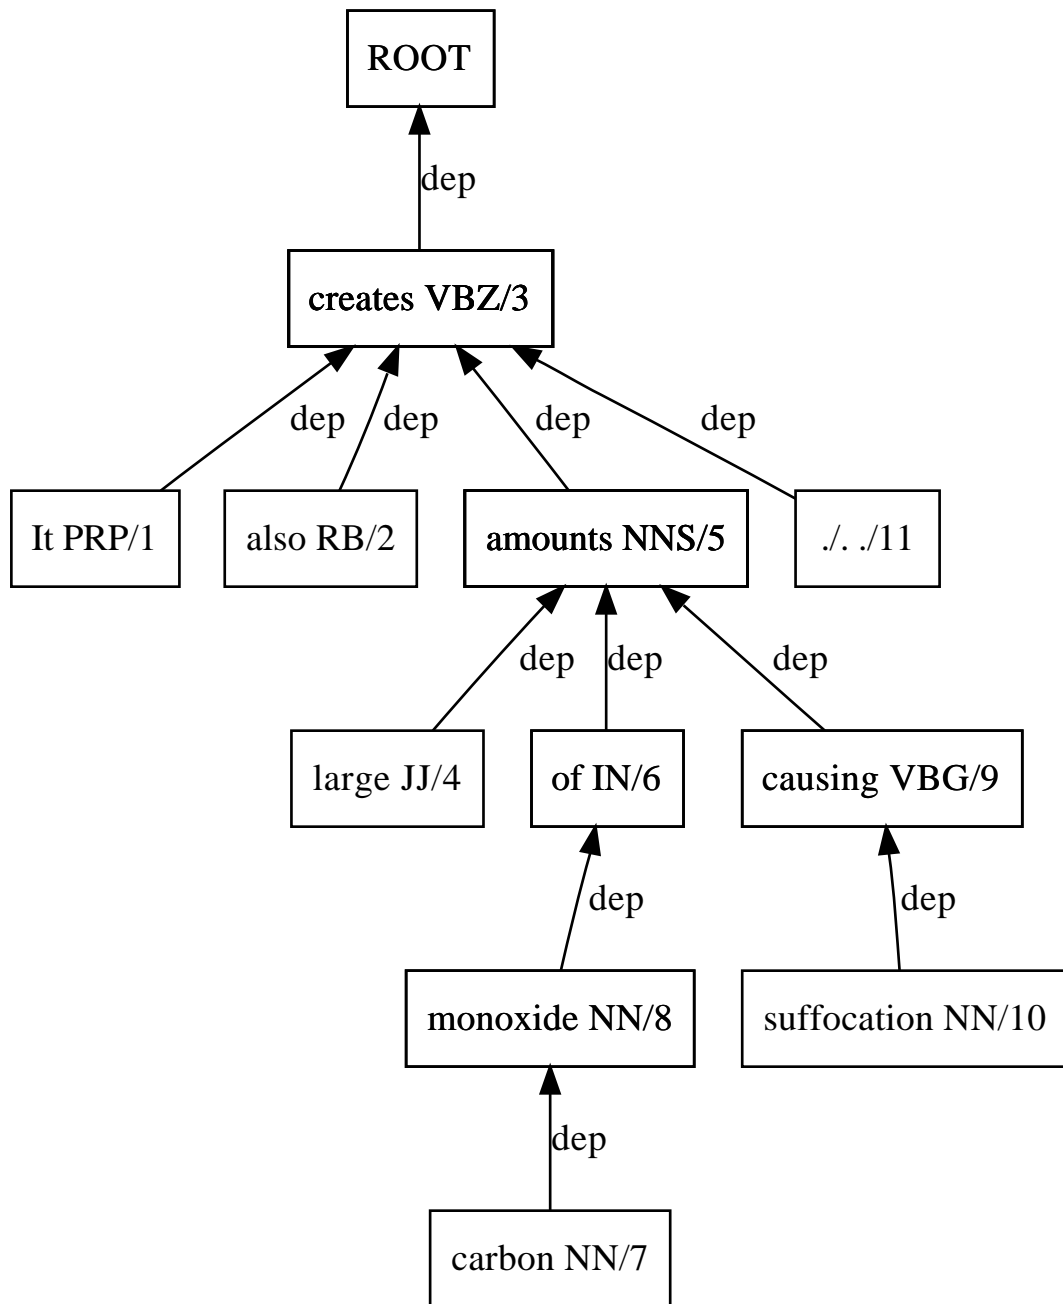 ROOT
dep
creates VBZ/3
dep dep dep dep
It PRP/1 also RB/2 amounts NNS/5 ./. ./11
dep dep dep
large JJ/4 of IN/6 causing VBG/9
dep dep
monoxide NN/8 suffocation NN/10
dep
carbon NN/7